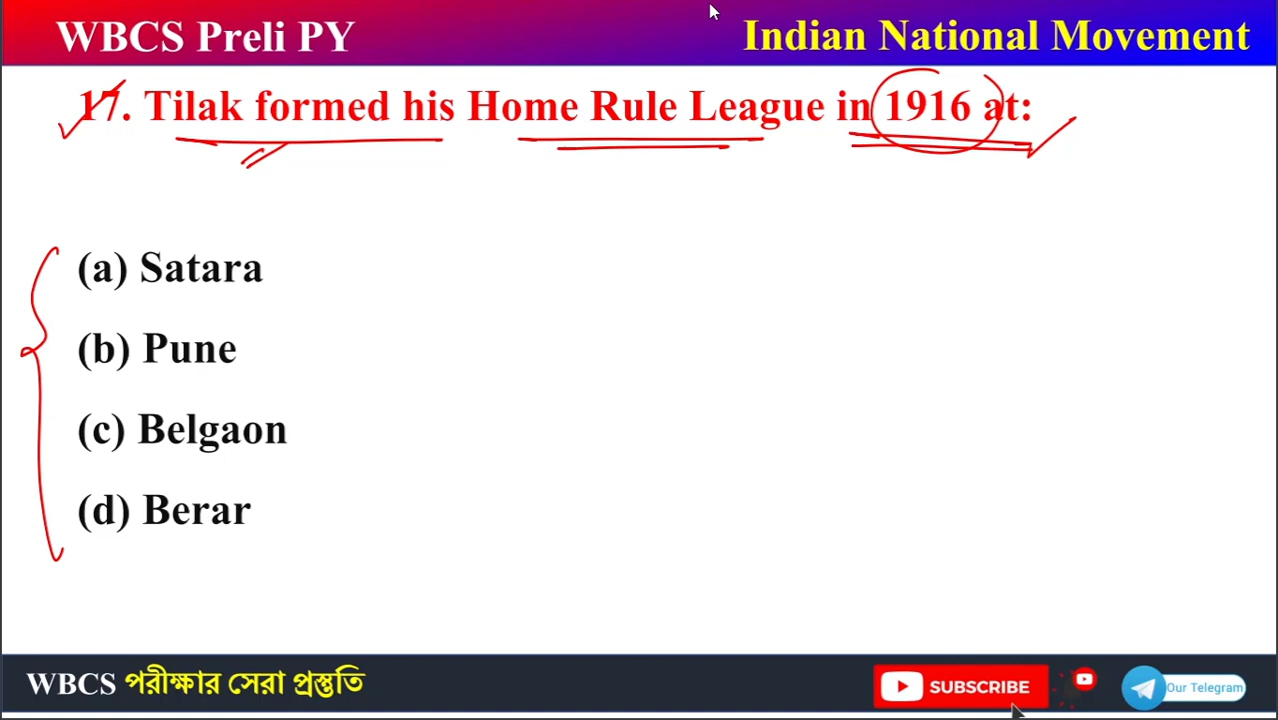 WBCS Preli PY
Indian National Movement
17. Tilak formed his Home Rule League in 1916 at:
(a) Satara
(b) Pune
(c) Belgaon
(d) Berar
WBCS পরীক্ষার সেরা প্রস্তুতি
SUBSCRIBE
Our Telegram